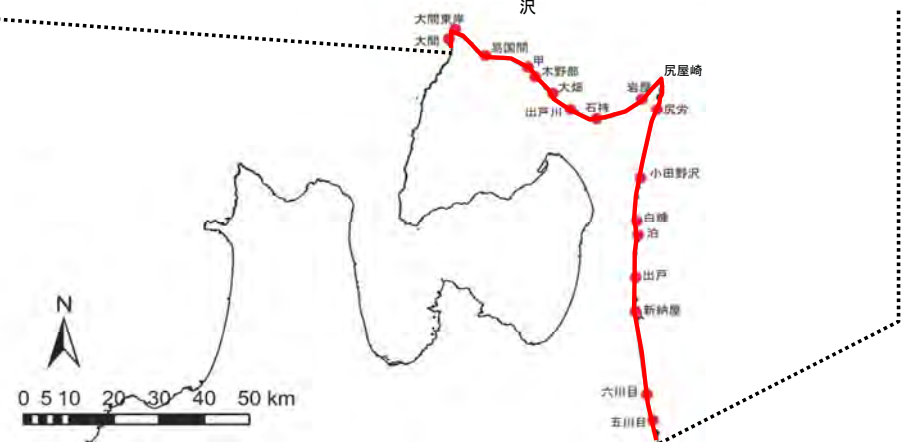 沢
大間東岸
大間
易国間
甲
木野部
大畑
出戸川
石持
岩屋
尻屋崎
尻労
小田野沢
白糠
泊
出戸
新納屋
六川目
五川目
N
0 5 10 20 30 40 50 km